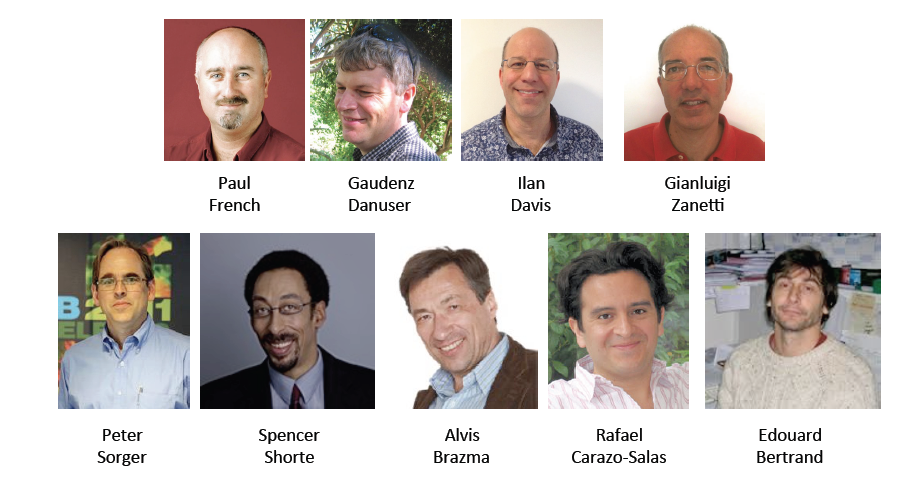 Paul
French
Gaudenz
Danuser
Ilan
Davis
Gianluigi
Zanetti
Peter
Sorger
Spencer
Shorte
Alvis
Brazma
Rafael
Carazo-Salas
Edouard
Bertrand